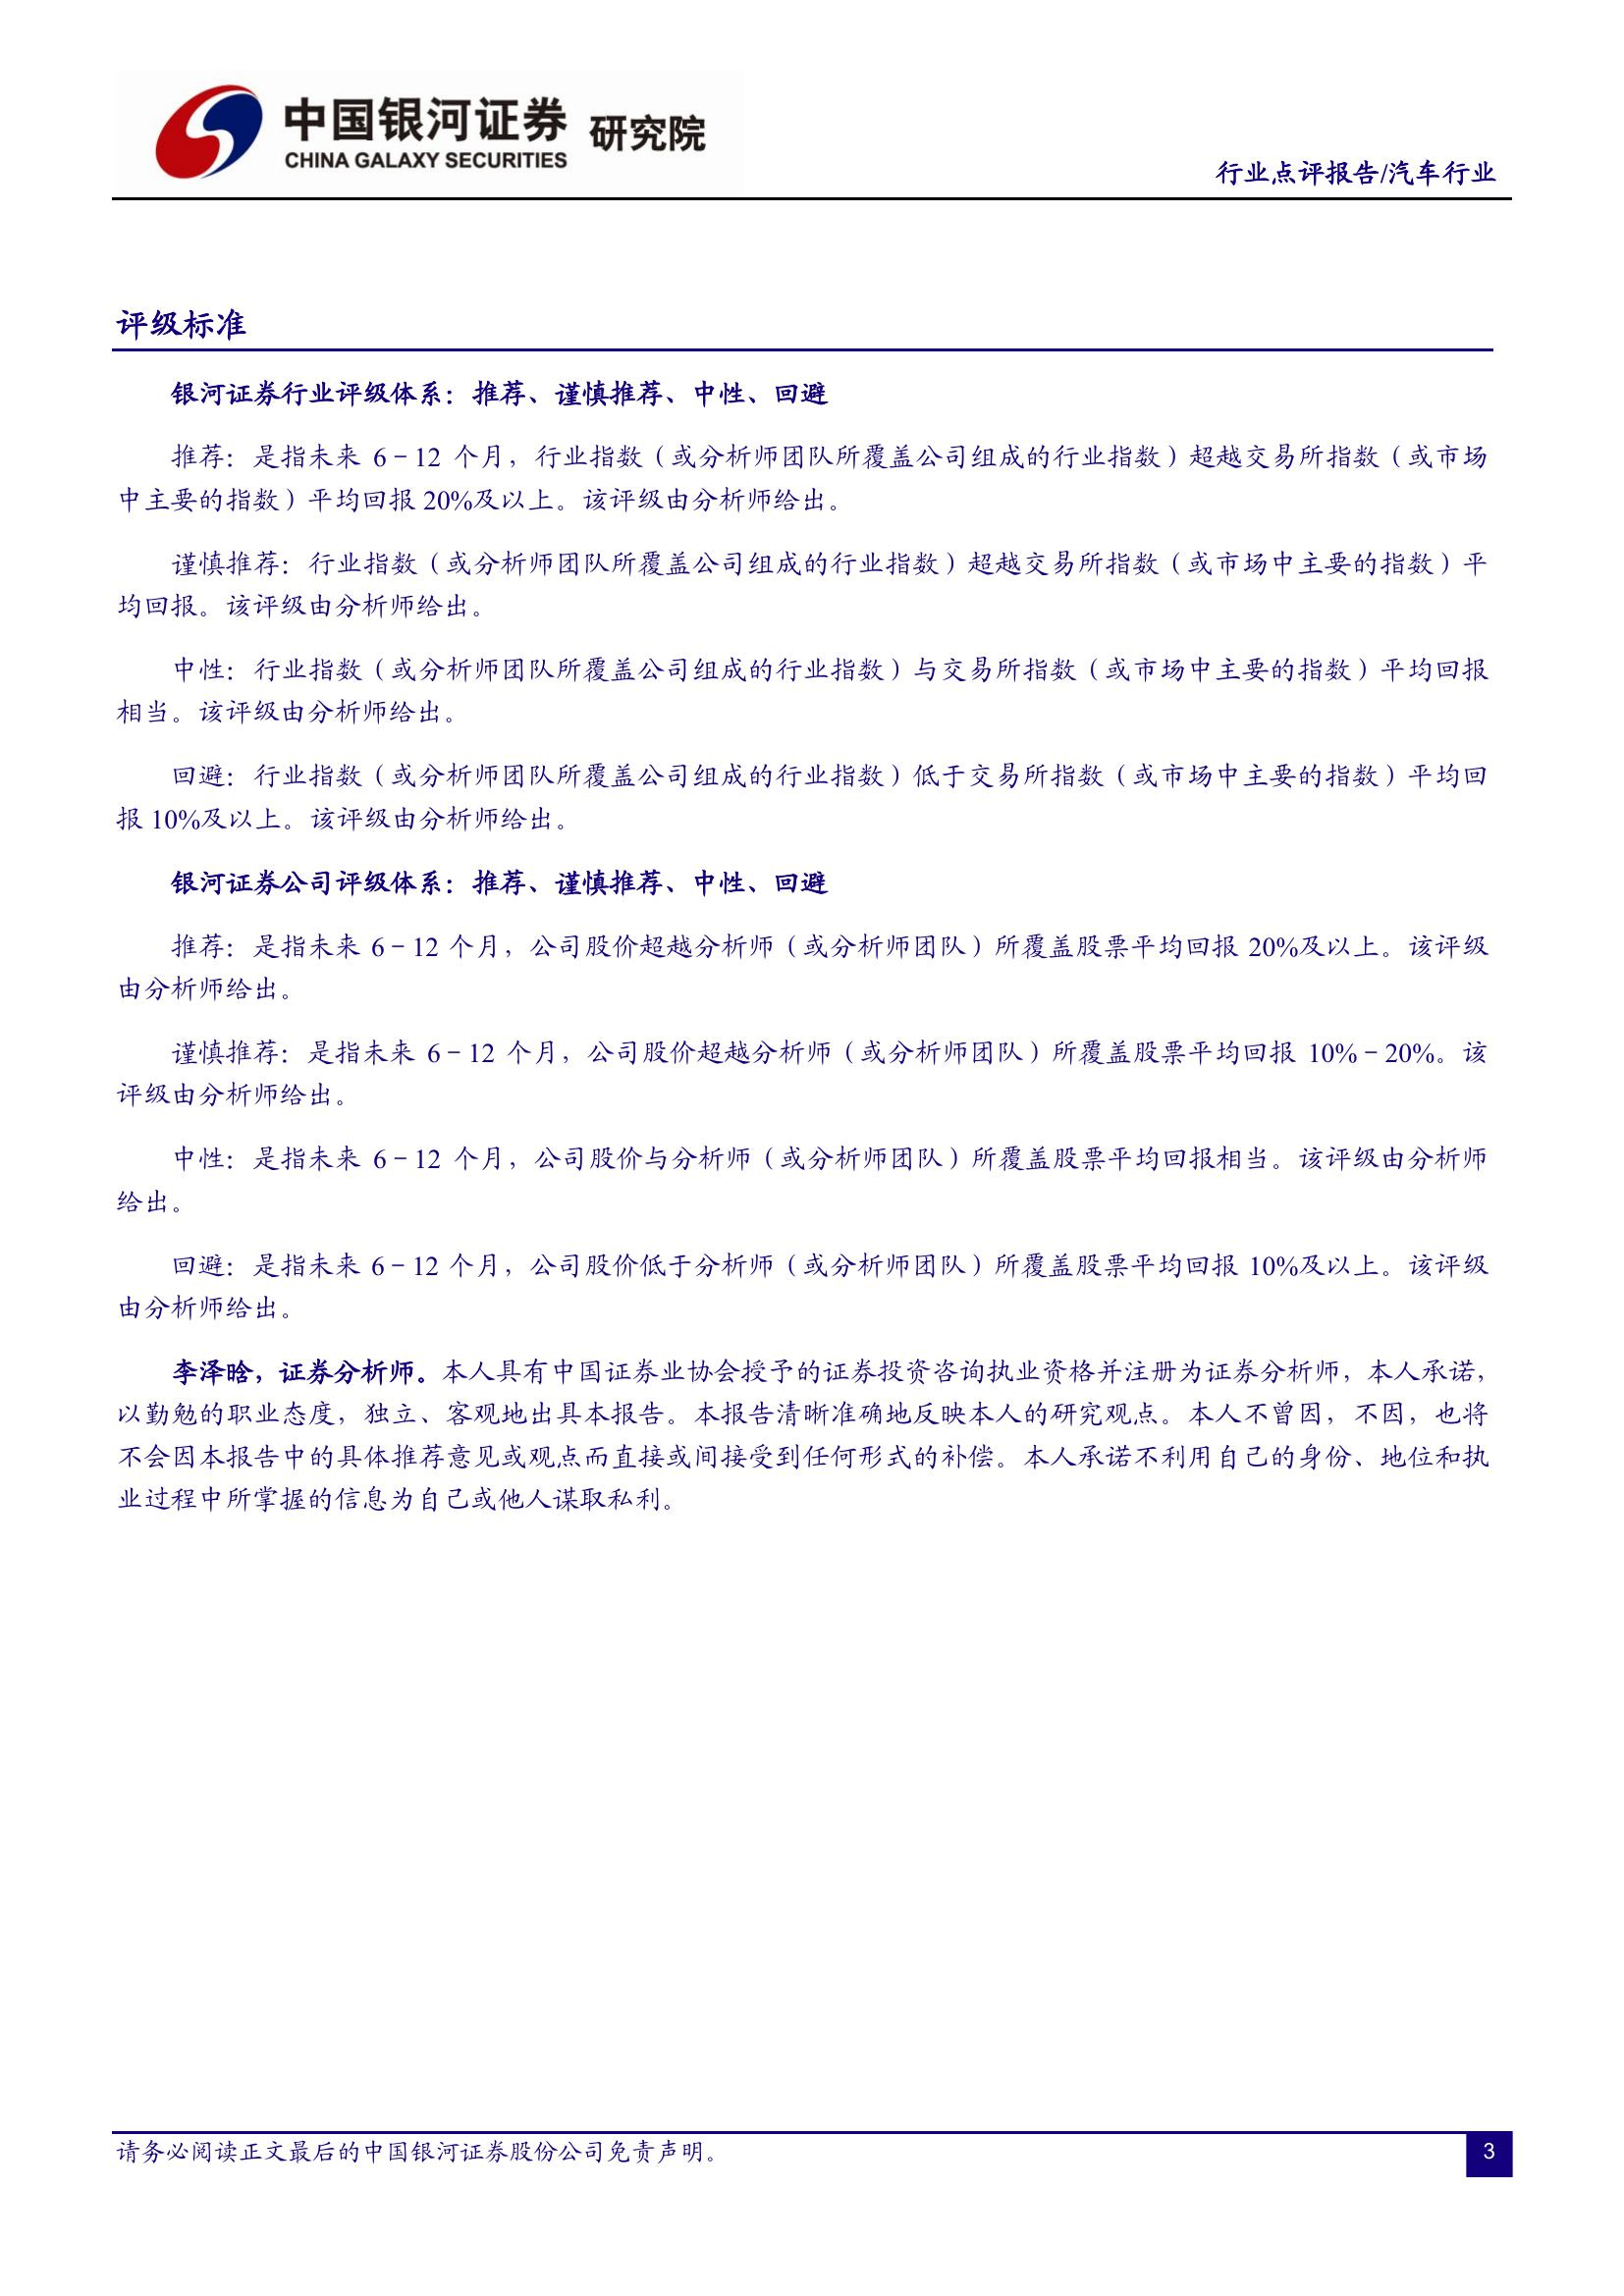 中国银河证券 研究院
CHINA GALAXY SECURITIES
行业点评报告/汽车行业
评级标准
银河证券行业评级体系：推荐、谨慎推荐、中性、回避
推荐：是指未来 6－12 个月，行业指数（或分析师团队所覆盖公司组成的行业指数）超越交易所指数（或市场
中主要的指数）平均回报 20%及以上。该评级由分析师给出。
谨慎推荐：行业指数（或分析师团队所覆盖公司组成的行业指数）超越交易所指数（或市场中主要的指数）平
均回报。该评级由分析师给出。
中性：行业指数（或分析师团队所覆盖公司组成的行业指数）与交易所指数（或市场中主要的指数）平均回报
相当。该评级由分析师给出。
回避：行业指数（或分析师团队所覆盖公司组成的行业指数）低于交易所指数（或市场中主要的指数）平均回
报 10%及以上。该评级由分析师给出。
银河证券公司评级体系：推荐、谨慎推荐、中性、回避
推荐：是指未来 6－12 个月，公司股价超越分析师（或分析师团队）所覆盖股票平均回报 20%及以上。该评级
由分析师给出。
谨慎推荐：是指未来 6－12 个月，公司股价超越分析师（或分析师团队）所覆盖股票平均回报 10%－20%。该
评级由分析师给出。
中性：是指未来 6－12 个月，公司股价与分析师（或分析师团队）所覆盖股票平均回报相当。该评级由分析师
给出。
回避：是指未来 6－12 个月，公司股价低于分析师（或分析师团队）所覆盖股票平均回报 10%及以上。该评级
由分析师给出。
李泽晗，证券分析师。本人具有中国证券业协会授予的证券投资咨询执业资格并注册为证券分析师，本人承诺，
以勤勉的职业态度，独立、客观地出具本报告。本报告清晰准确地反映本人的研究观点。本人不曾因，不因，也将
不会因本报告中的具体推荐意见或观点而直接或间接受到任何形式的补偿。本人承诺不利用自己的身份、地位和执
业过程中所掌握的信息为自己或他人谋取私利。
请务必阅读正文最后的中国银河证券股份公司免责声明。
3